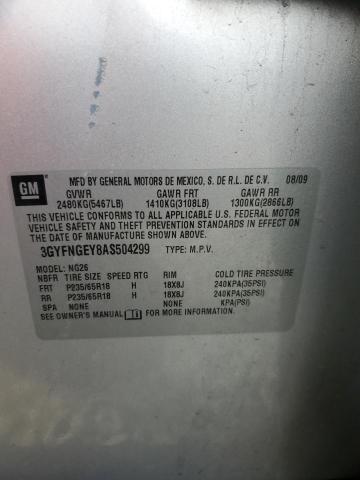 GM
MFD BY GENERAL MOTORS DE MEXICO, S. DE R.L. DE C.V. 08/09
GVWR GAWR FRT GAWR RR
2480KG(5467LB) 1410KG(3108LB) 1300KG(2866LB)
THIS VEHICLE CONFORMS TO ALL APPLICABLE U.S. FEDERAL MOTOR
VEHICLE SAFETY, BUMPER, AND THEFT PREVENTION STANDARDS
IN EFFECT ON THE DATE OF MANUFACTURE SHOWN ABOVE.
3GYFNGEY8AS504299 TYPE: M.P.V.
MODEL: NG26
NBFR TIRE SIZE SPEED RTG RIM COLD TIRE PRESSURE
FRT P235/65R18 H 18X8J 240KPA(35PSI)
RR P235/65R18 H 18X8J 240KPA(35PSI)
SPA NONE NONE KPA(PSI)
SEE OWNER'S MANUAL FOR MORE INFORMATION.